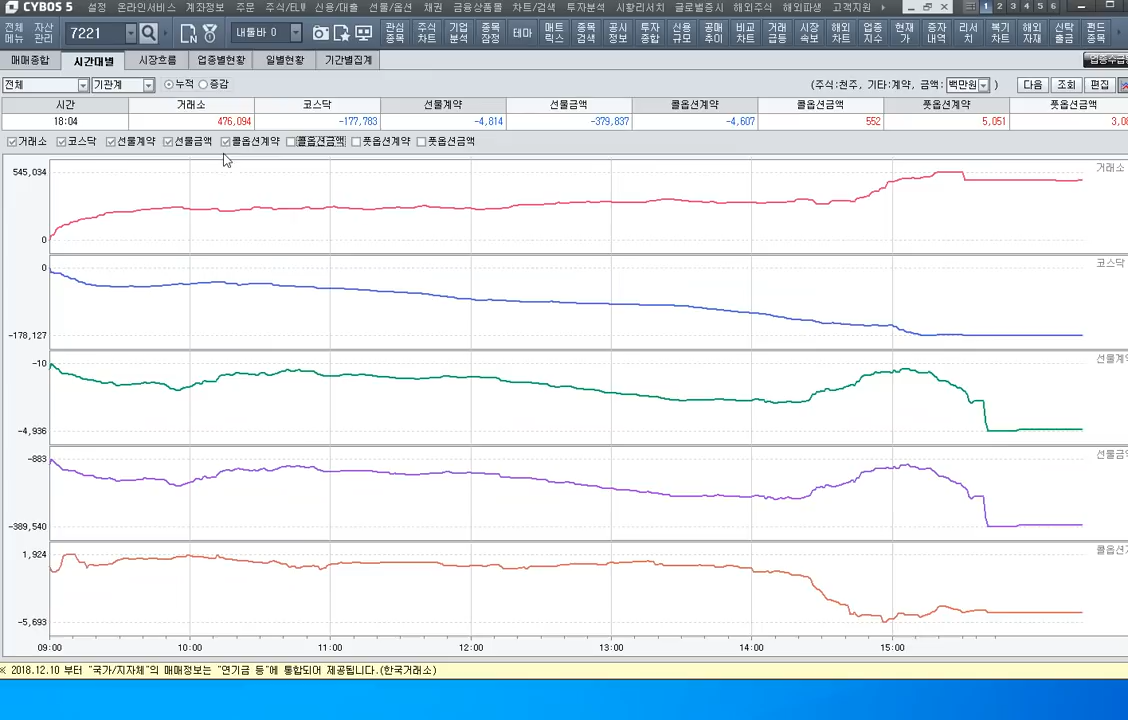 CYBOS 5 설정 온라인서비스 계좌정보 주문 주식/ELW 신용/대출 선물/옵션 채권 금융상품몰 차트/검색 투자분석 시황리서치 글로벌증시 해외주식 해외파생 고객지원 1 2 3 4 5 6
전체메뉴 자산관리 7221 내툴바 0 관심종목 주식차트 기업분석 종목잠정 테마 매트릭스 종목검색 공시정보 투자종합 신용규모 공매추이 비교차트 거래급등 시장속보 해외차트 업종지수 현재가 증자내역 리서치 복기차트 해외자재 신탁출금 펀드종목
매매종합 시간대별 시장흐름 업종별현황 일별현황 기간별집계
전체 기관계 누적 증감 (주식:천주, 기타:계약, 금액: 백만원 ) 다음 조회 편집
시간 거래소 코스닥 선물계약 선물금액 콜옵션계약 콜옵션금액 풋옵션계약 풋옵션금액
18:04 476,094 -177,783 -4,814 -379,837 -4,607 552 5,051
거래소 코스닥 선물계약 선물금액 콜옵션계약 콜옵션금액 풋옵션계약 풋옵션금액
거래소
545,034
0
코스닥
0
-178,127
선물계약
-10
-4,936
선물금
-883
-389,540
콜옵션
1,924
-5,693
09:00 10:00 11:00 12:00 13:00 14:00 15:00
※ 2018.12.10 부터 "국가/지자체"의 매매정보는 "연기금 등"에 통합되어 제공됩니다.(한국거래소)